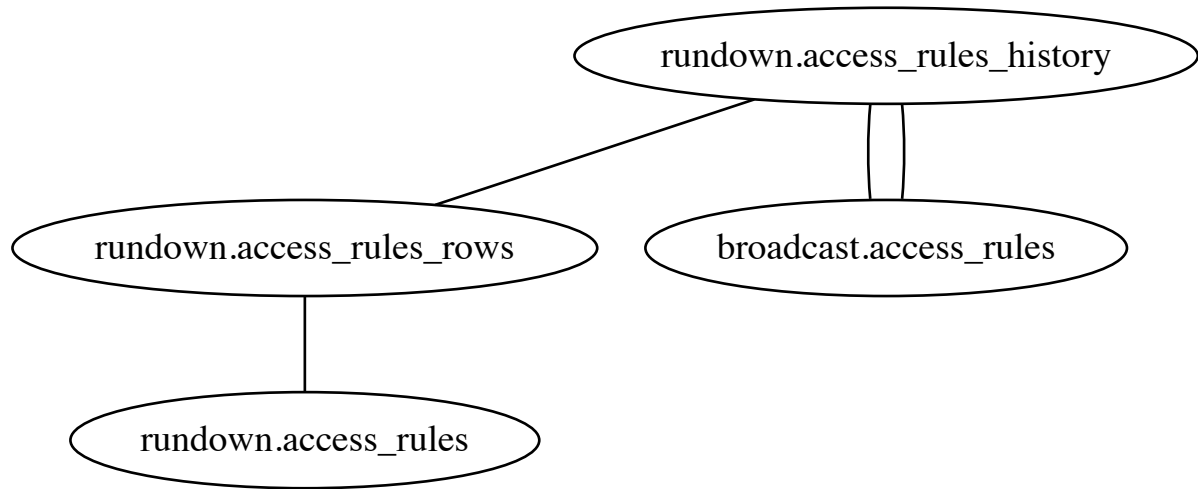 rundown.access_rules_history
rundown.access_rules_rows
broadcast.access_rules
rundown.access_rules